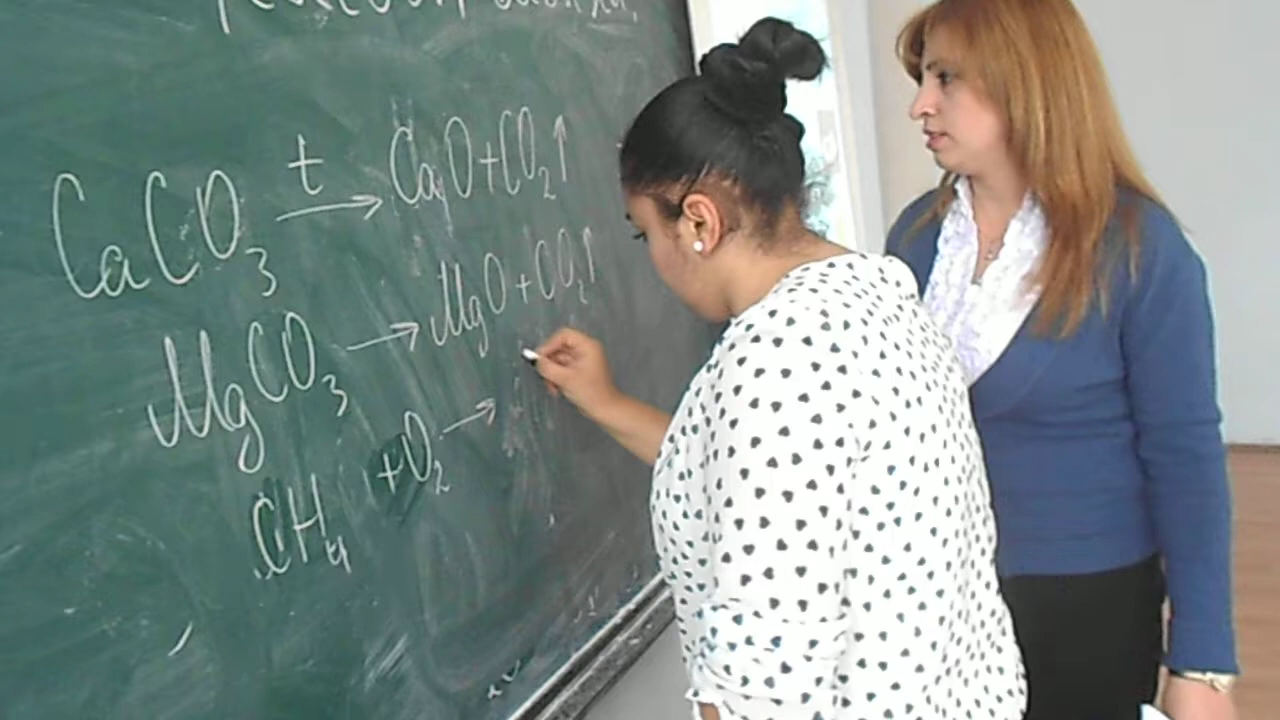 CaCO₃ t→ CaO+CO₂↑
MgCO₃ → MgO+CO₂↑
CH₄ +O₂ →